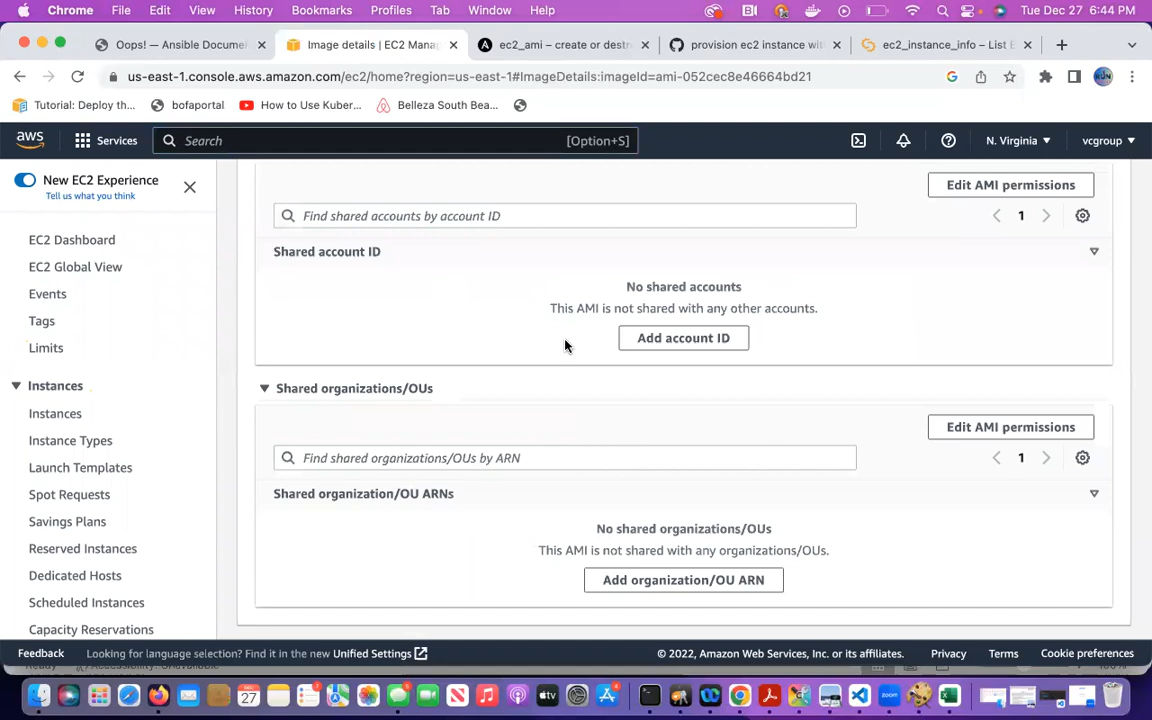 Chrome File Edit View History Bookmarks Profiles Tab Window Help Tue Dec 27 6:44 PM
Oops! — Ansible Docume
Image details | EC2 Mana
ec2_ami – create or dest
provision ec2 instance wit
ec2_instance_info – List E
us-east-1.console.aws.amazon.com/ec2/home?region=us-east-1#ImageDetails:imageId=ami-052cec8e46664bd21
Tutorial: Deploy th...
bofaportal
How to Use Kuber...
Belleza South Bea...
aws
Services
Search
[Option+S]
N. Virginia
vcgroup
New EC2 Experience
Tell us what you think
EC2 Dashboard
EC2 Global View
Events
Tags
Limits
Instances
Instances
Instance Types
Launch Templates
Spot Requests
Savings Plans
Reserved Instances
Dedicated Hosts
Scheduled Instances
Capacity Reservations
Edit AMI permissions
Find shared accounts by account ID
1
Shared account ID
No shared accounts
This AMI is not shared with any other accounts.
Add account ID
Shared organizations/OUs
Edit AMI permissions
Find shared organizations/OUs by ARN
1
Shared organization/OU ARNs
No shared organizations/OUs
This AMI is not shared with any organizations/OUs.
Add organization/OU ARN
Feedback
Looking for language selection? Find it in the new Unified Settings
© 2022, Amazon Web Services, Inc. or its affiliates.
Privacy
Terms
Cookie preferences